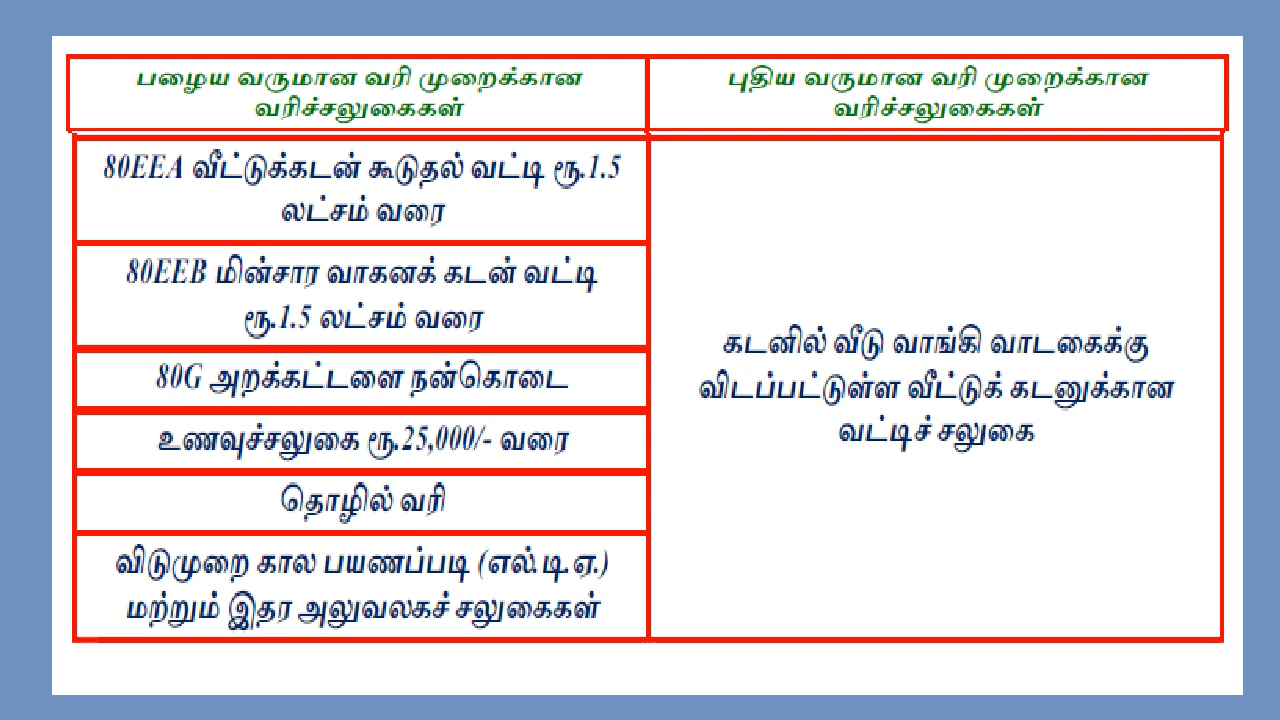 பழைய வருமான வரி முறைக்கான
வரிச்சலுகைகள்
புதிய வருமான வரி முறைக்கான
வரிச்சலுகைகள்
80EEA வீட்டுக்கடன் கூடுதல் வட்டி ரூ.1.5
லட்சம் வரை
80EEB மின்சார வாகனக் கடன் வட்டி
ரூ.1.5 லட்சம் வரை
80G அறக்கட்டளை நன்கொடை
உணவுச்சலுகை ரூ.25,000/- வரை
தொழில் வரி
விடுமுறை கால பயணப்படி (எல்.டி.ஏ.)
மற்றும் இதர அலுவலகச் சலுகைகள்
கடனில் வீடு வாங்கி வாடகைக்கு
விடப்பட்டுள்ள வீட்டுக் கடனுக்கான
வட்டிச் சலுகை